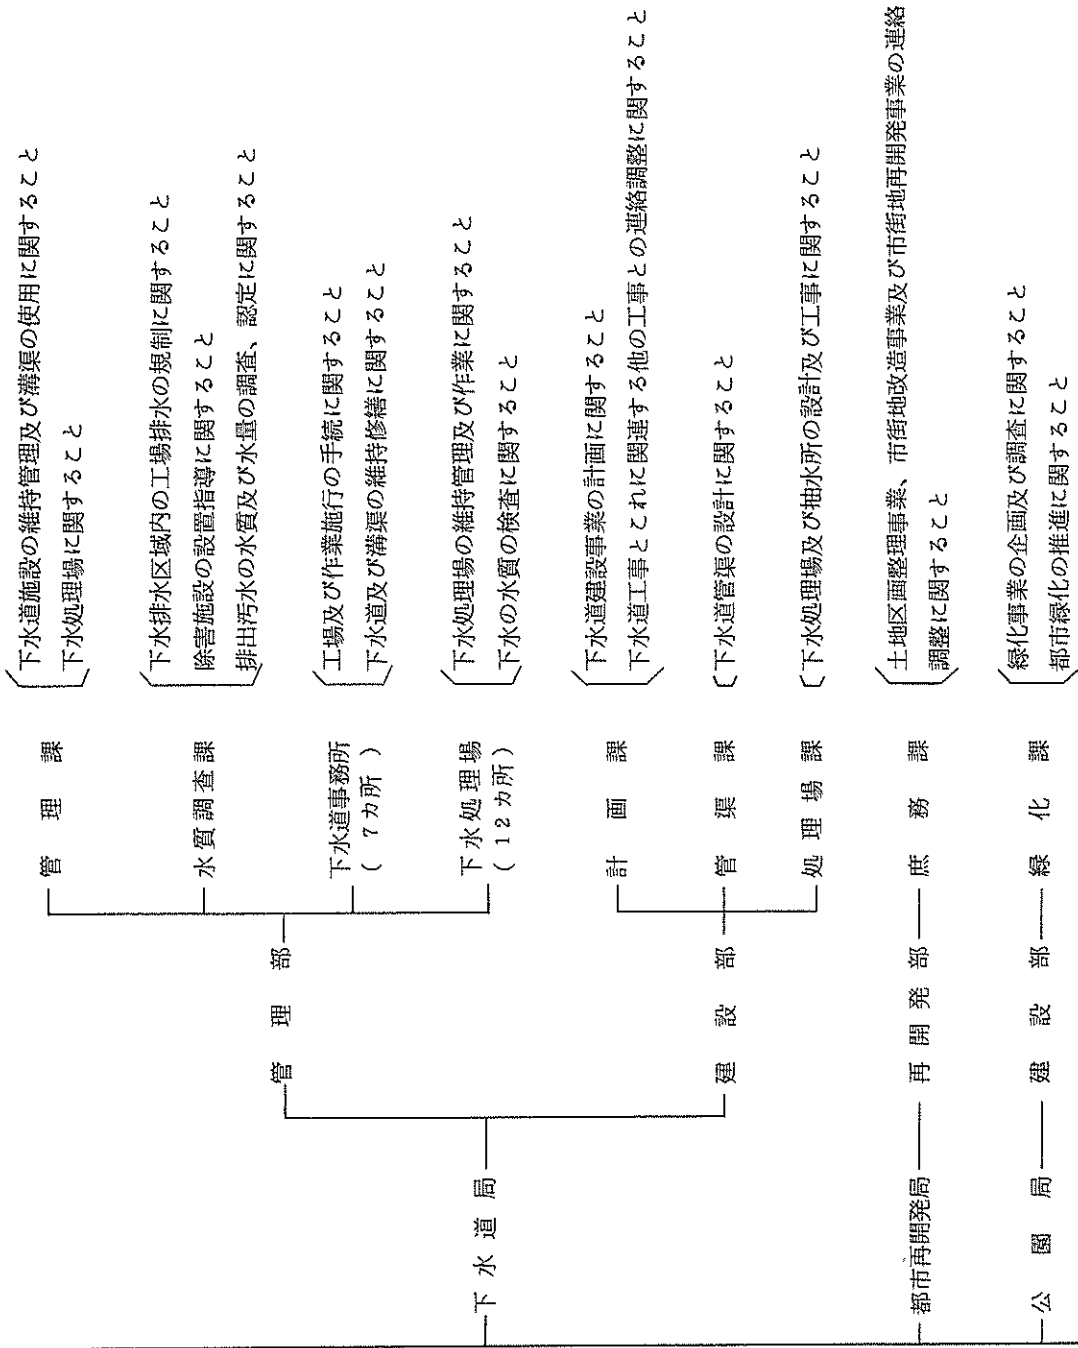 下水道局
管理部
管理課
下水道施設の維持管理及び溝渠の使用に関すること
下水処理場に関すること
水質調査課
下水排水区域内の工場排水の規制に関すること
除害施設の設置指導に関すること
排出汚水の水質及び水量の調査、認定に関すること
下水道事務所
(7カ所)
工場及び作業施行の手続に関すること
下水道及び溝渠の維持修繕に関すること
下水処理場
(12カ所)
下水処理場の維持管理及び作業に関すること
下水の水質の検査に関すること
建設部
計画課
下水道建設事業の計画に関すること
下水道工事とこれに関連する他の工事との連絡調整に関すること
管渠課
下水道管渠の設計に関すること
処理場課
下水処理場及び抽水所の設計及び工事に関すること
都市再開発局
再開発部
庶務課
土地区画整理事業、市街地改造事業及び市街地再開発事業の連絡
調整に関すること
公園局
建設部
緑化課
緑化事業の企画及び調査に関すること
都市緑化の推進に関すること